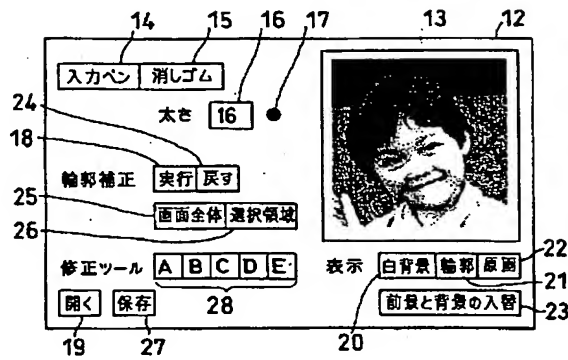 14 15 16 17 13 12
入力ペン 消しゴム
太さ 16
24
18
輪郭補正 実行 戻す
25
画面全体 選択領域
26
修正ツール A B C D E
28
表示 白背景 輪郭 原画
22
21
開く 保存
前景と背景の入替
19 27 20 23